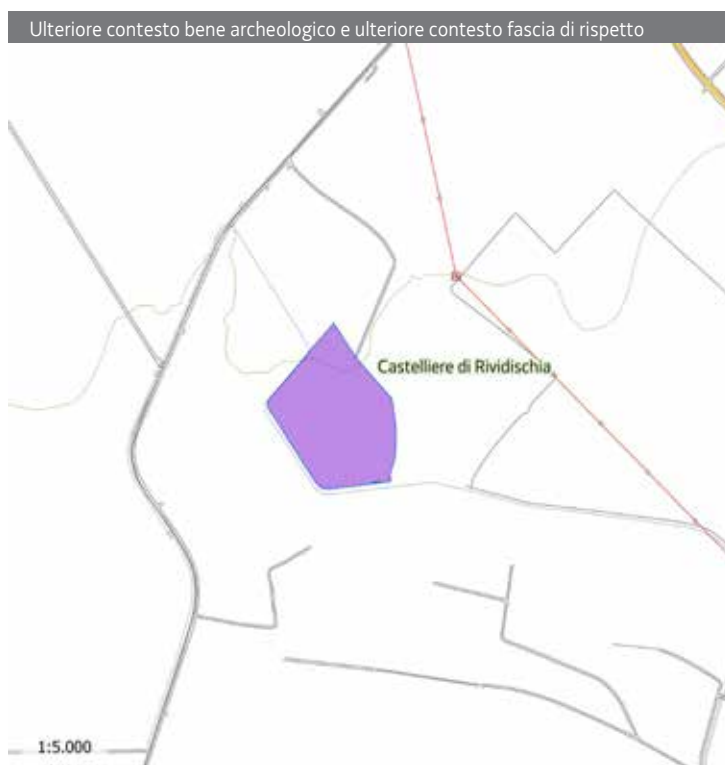 Ulteriore contesto bene archeologico e ulteriore contesto fascia di rispetto
Castelliere di Rividischia
1:5.000